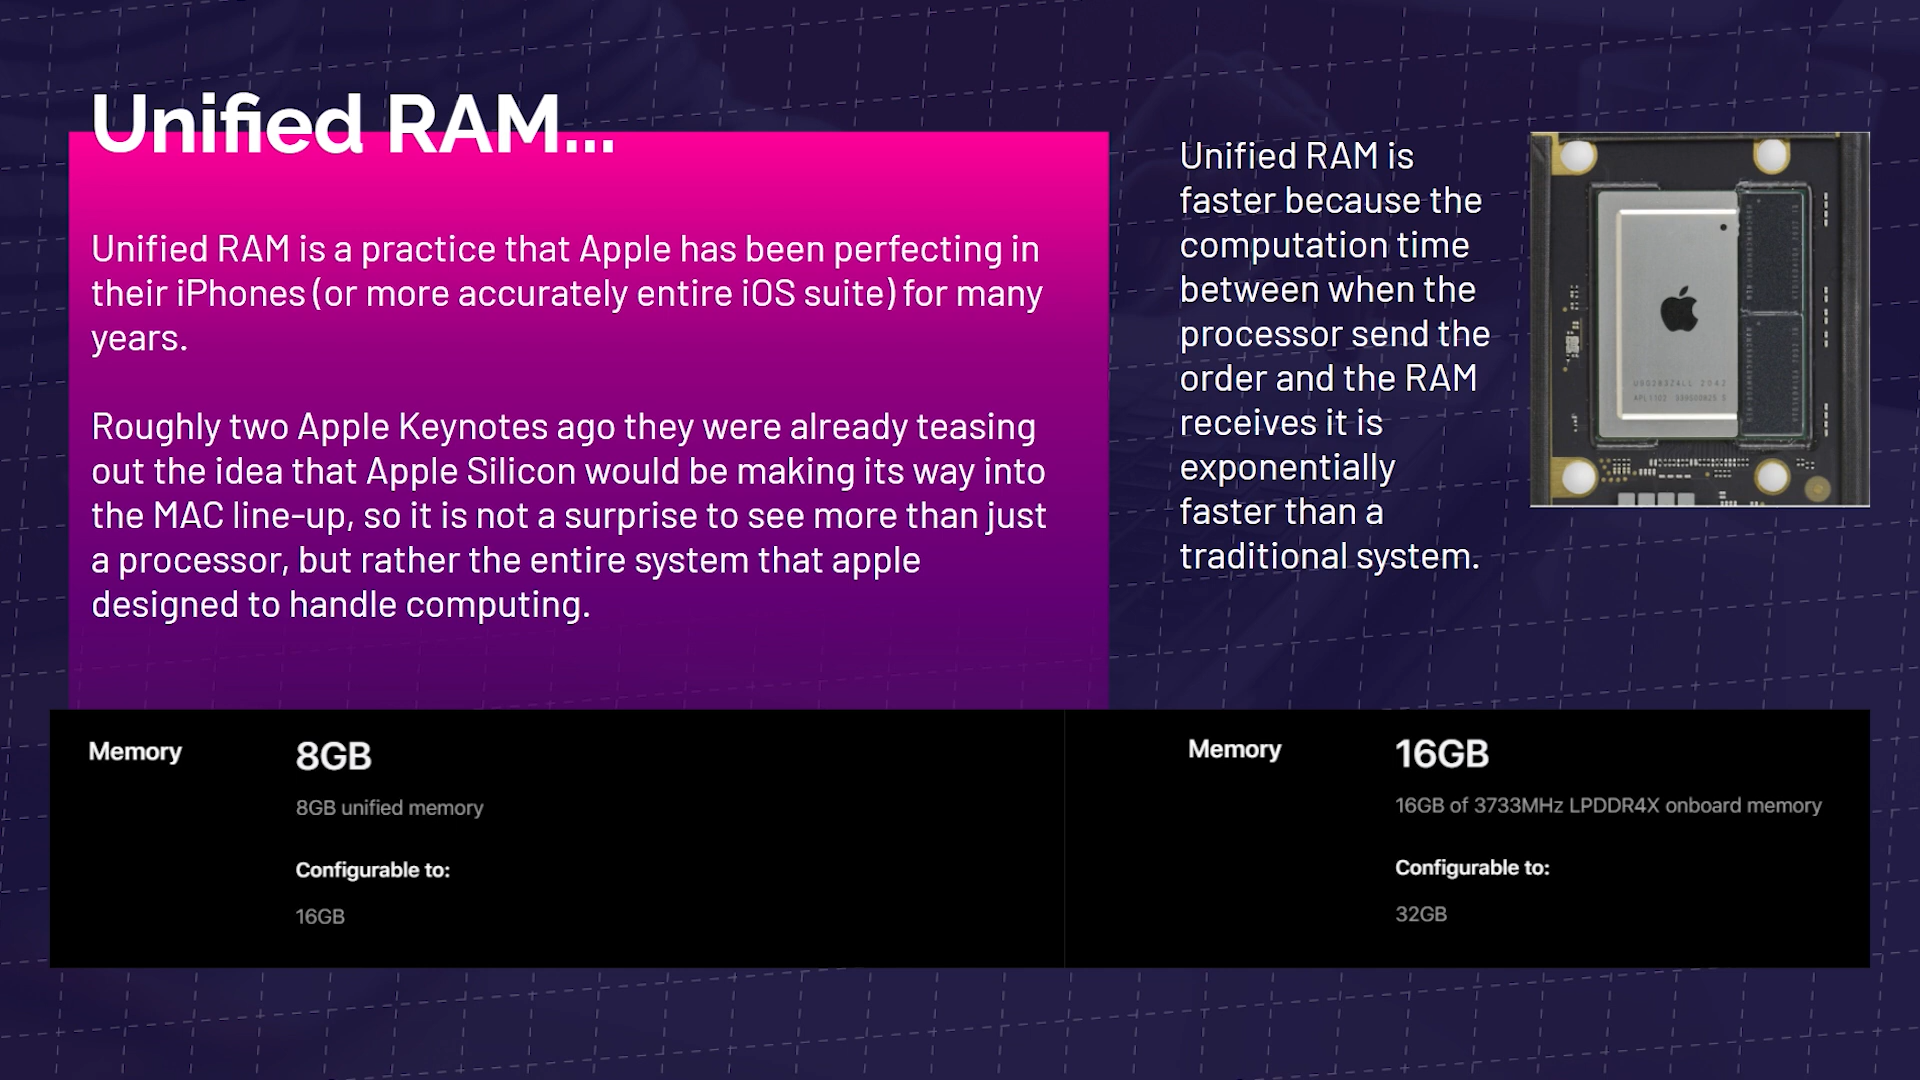 Unified RAM...
Unified RAM is a practice that Apple has been perfecting in
their iPhones (or more accurately entire iOS suite) for many
years.
Roughly two Apple Keynotes ago they were already teasing
out the idea that Apple Silicon would be making its way into
the MAC line-up, so it is not a surprise to see more than just
a processor, but rather the entire system that apple
designed to handle computing.
Unified RAM is
faster because the
computation time
between when the
processor send the
order and the RAM
receives it is
exponentially
faster than a
traditional system.
Memory
8GB
8GB unified memory
Configurable to:
16GB
Memory
16GB
16GB of 3733MHz LPDDR4X onboard memory
Configurable to:
32GB